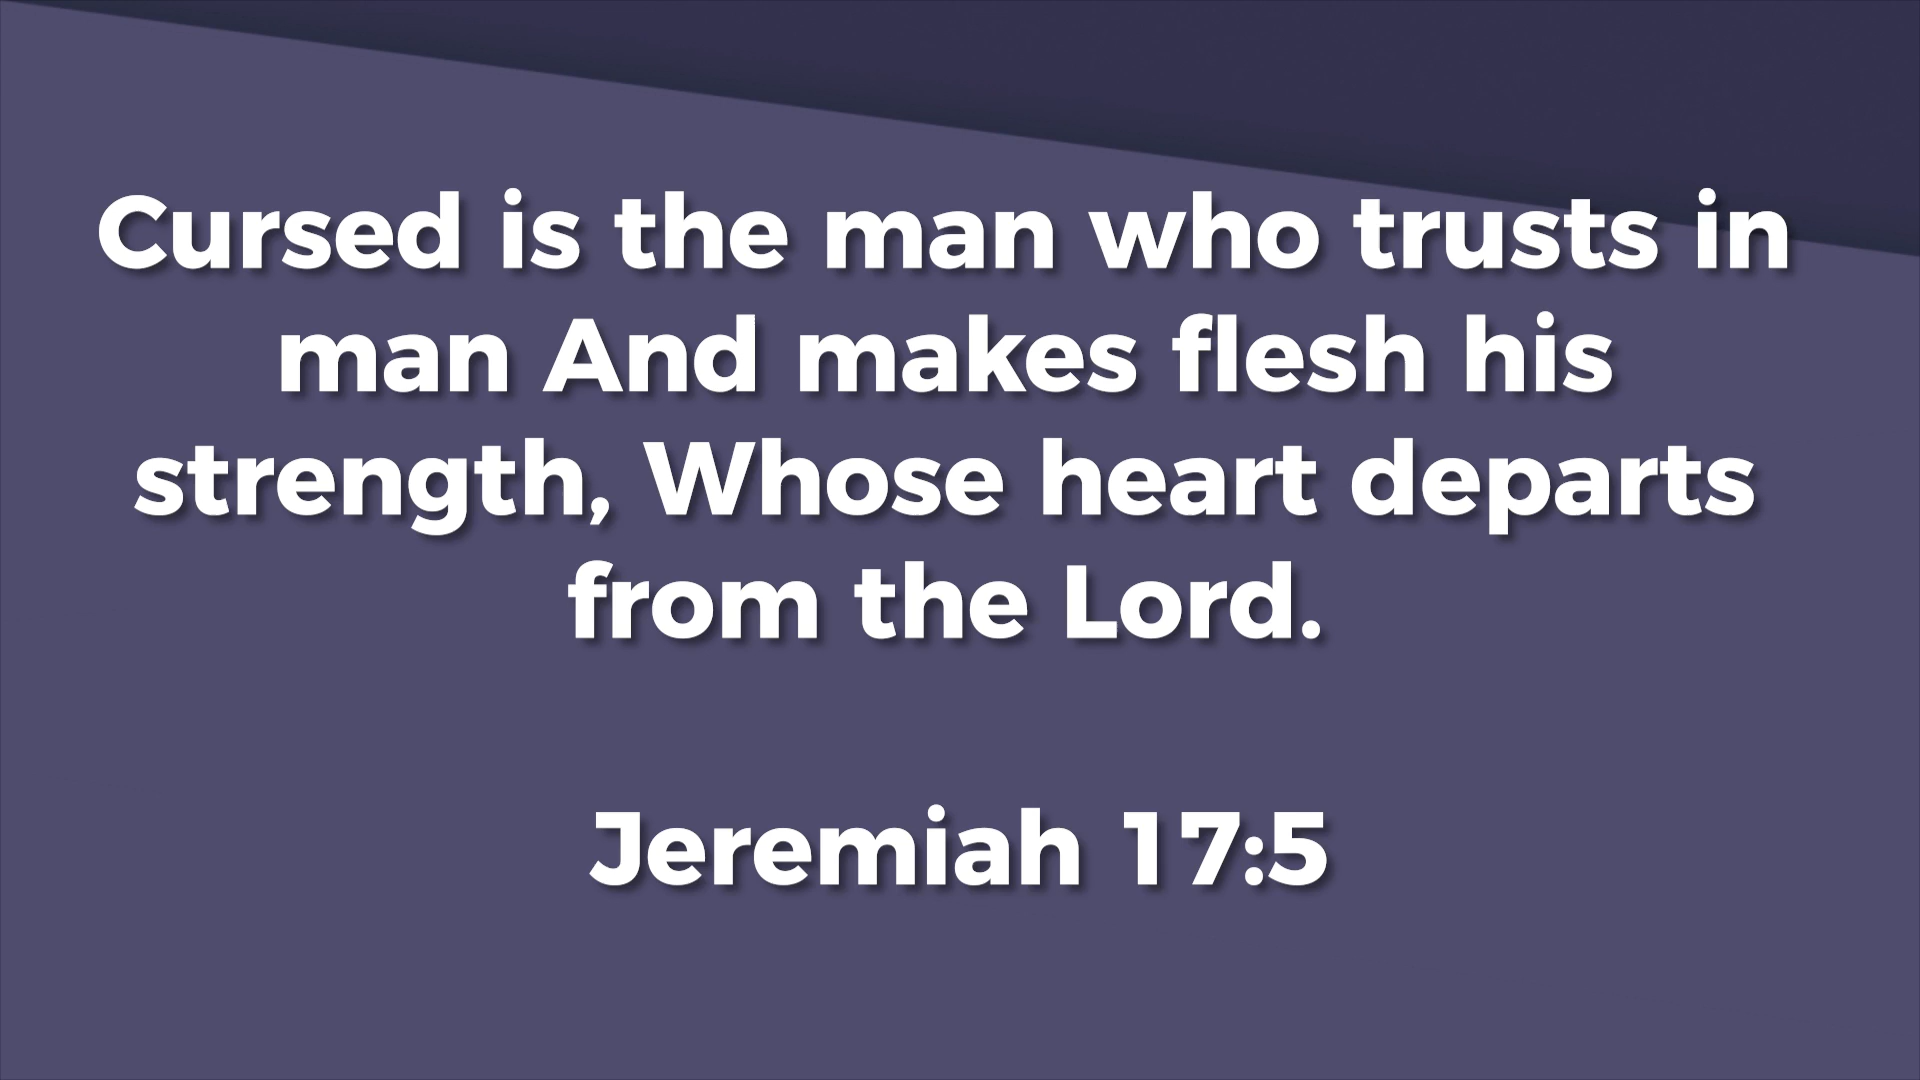 Cursed is the man who trusts in
man And makes flesh his
strength, Whose heart departs
from the Lord.
Jeremiah 17:5